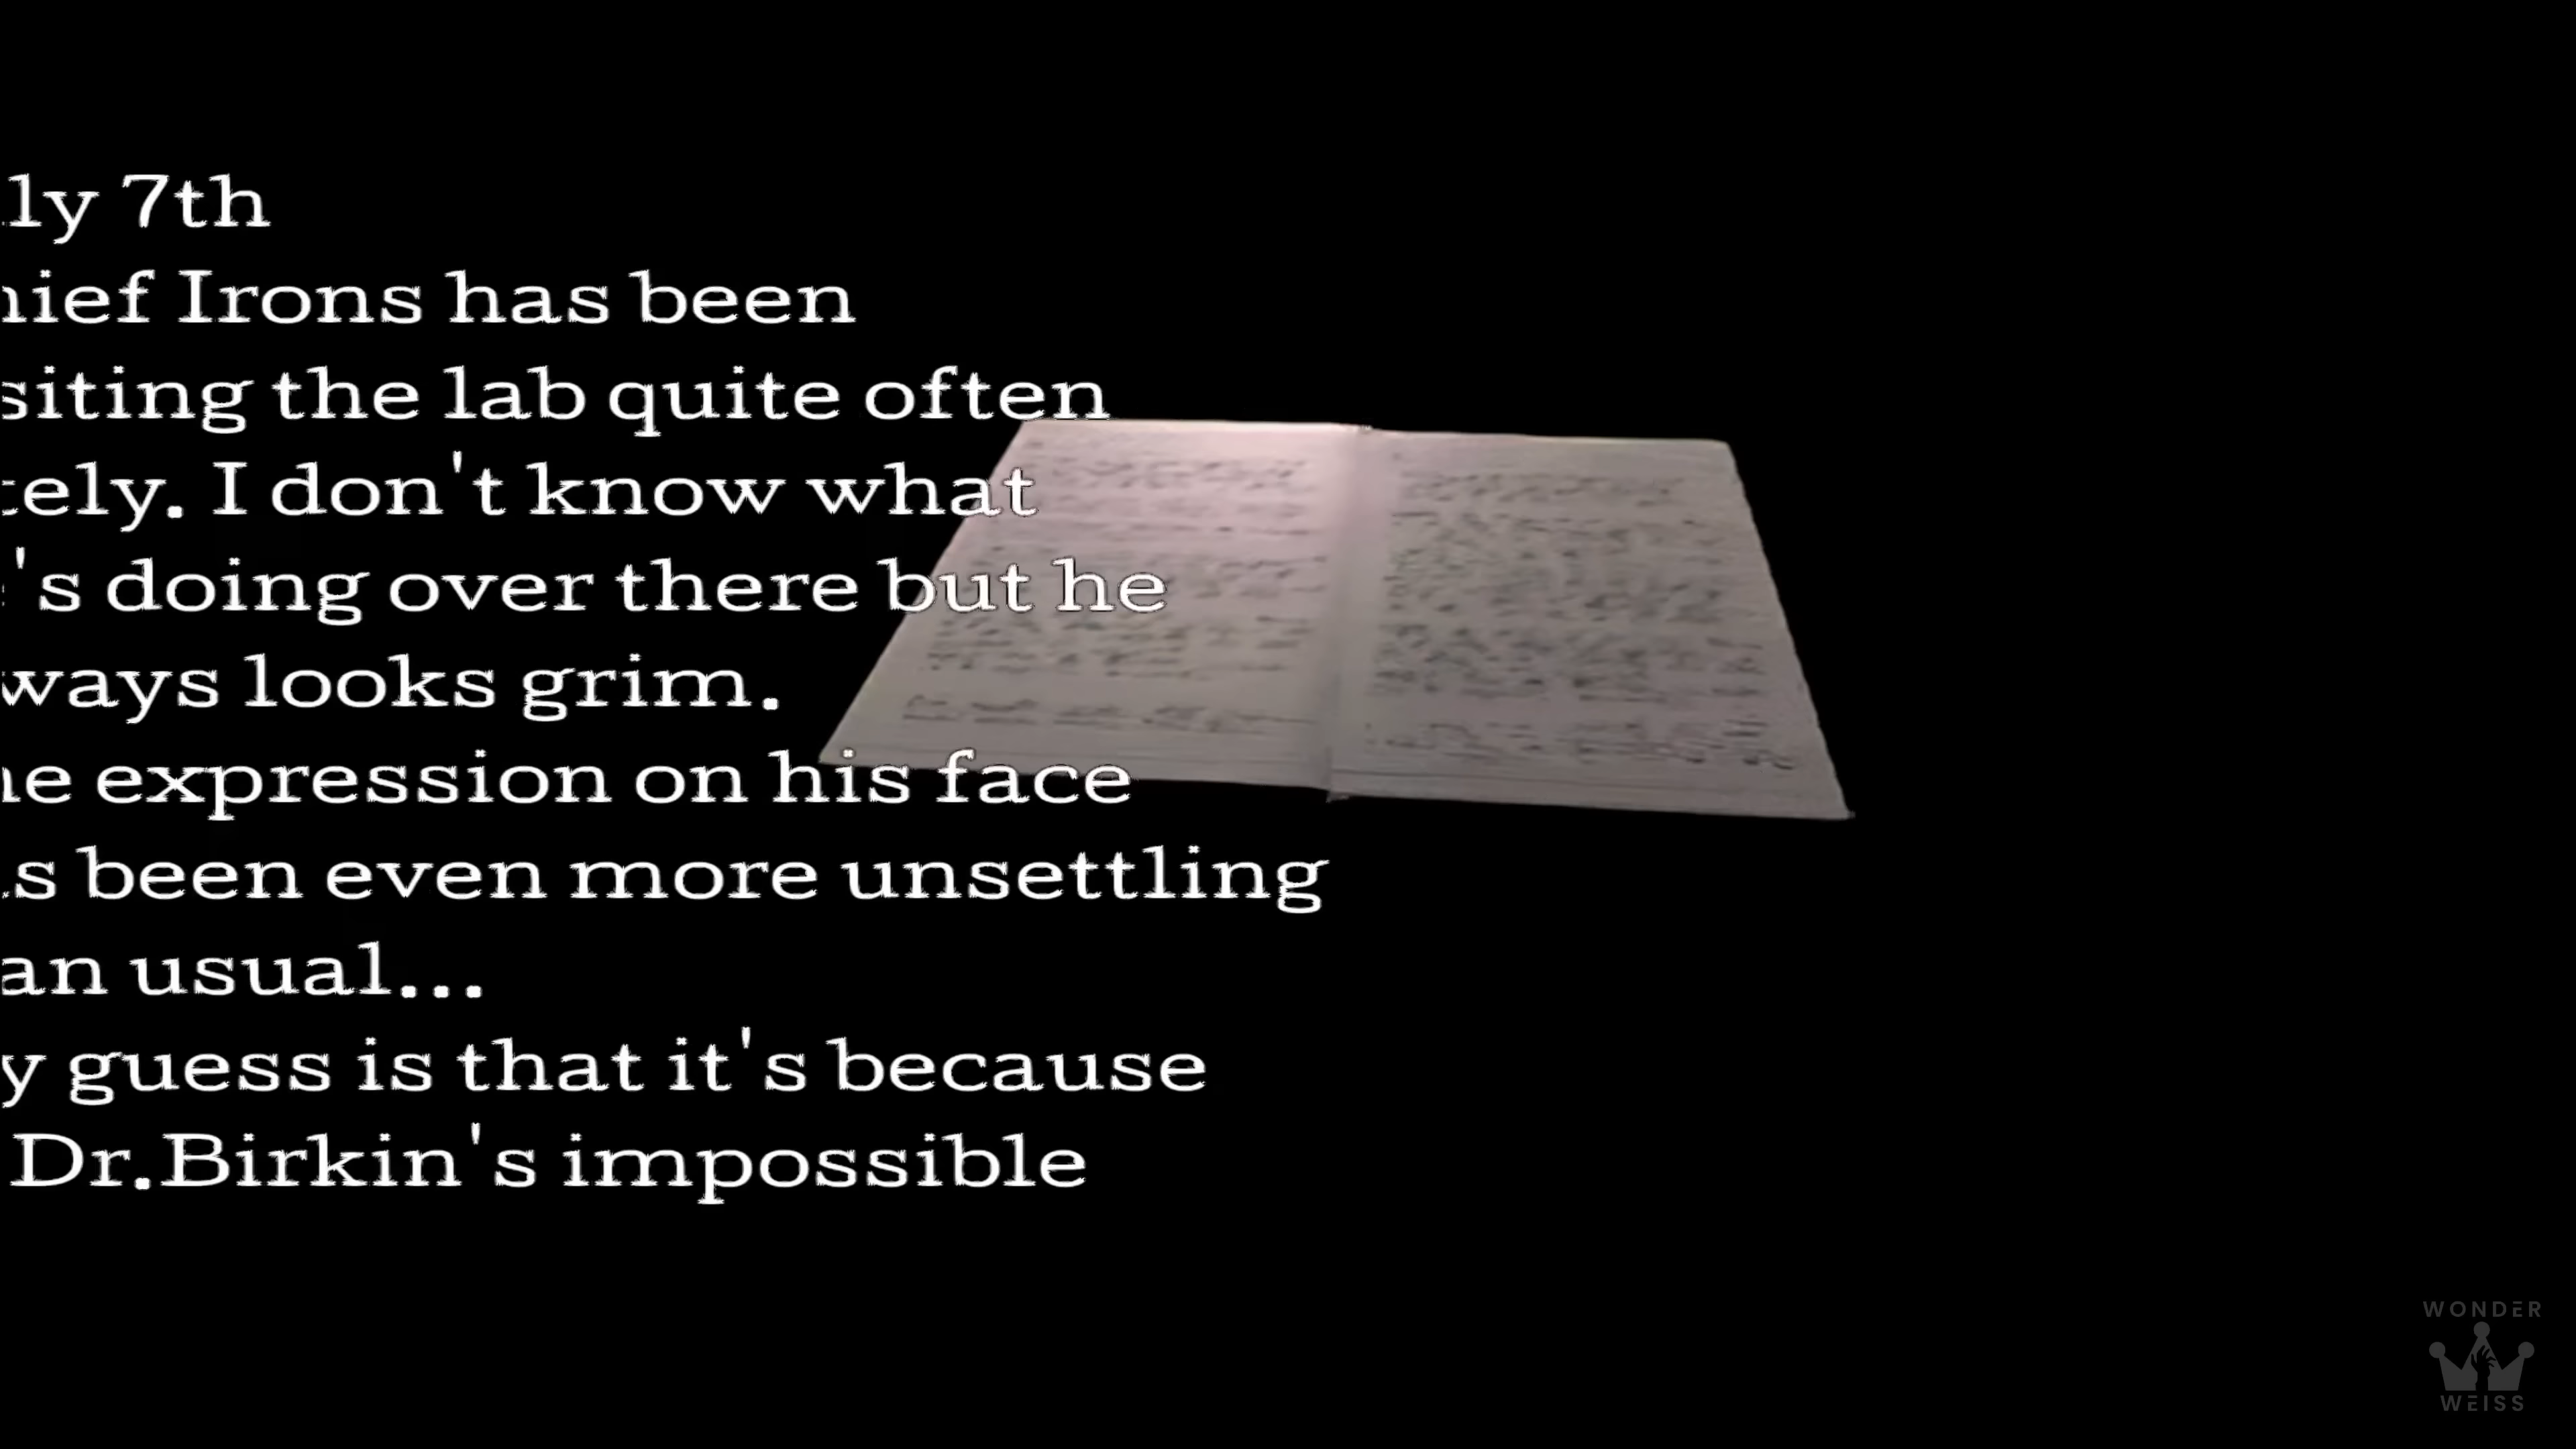 ly 7th
hief Irons has been
siting the lab quite often
tely. I don't know what
's doing over there but he
ways looks grim.
he expression on his face
s been even more unsettling
an usual...
y guess is that it's because
Dr.Birkin's impossible
WONDER
WEISS